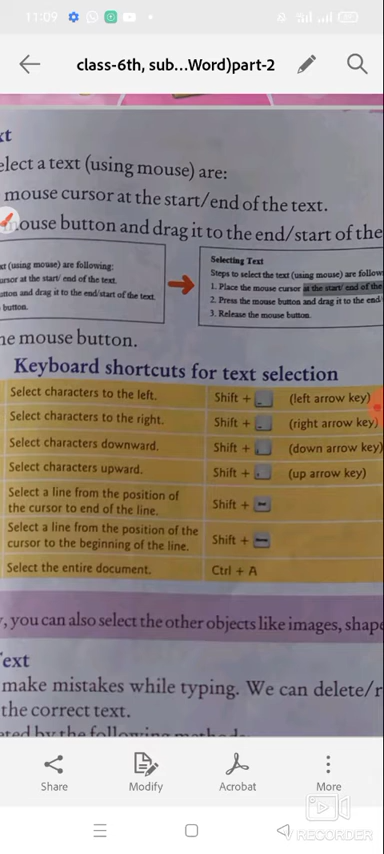 11:09
class-6th, sub...Word)part-2
xt
elect a text (using mouse) are:
mouse cursor at the start/end of the text.
mouse button and drag it to the end/start of the
xt (using mouse) are following:
ursor at the start/ end of the text.
utton and drag it to the end/start of the text.
button.
Selecting Text
Steps to select the text (using mouse) are follow
1. Place the mouse cursor at the start/ end of the
2. Press the mouse button and drag it to the end
3. Release the mouse button.
he mouse button.
Keyboard shortcuts for text selection
Select characters to the left. Shift + (left arrow key)
Select characters to the right. Shift + (right arrow key)
Select characters downward. Shift + (down arrow key)
Select characters upward. Shift + (up arrow key)
Select a line from the position of
the cursor to end of the line. Shift +
Select a line from the position of the
cursor to the beginning of the line. Shift +
Select the entire document. Ctrl + A
, you can also select the other objects like images, shape
Text
make mistakes while typing. We can delete/r
the correct text.
Share Modify Acrobat More
RECORDER